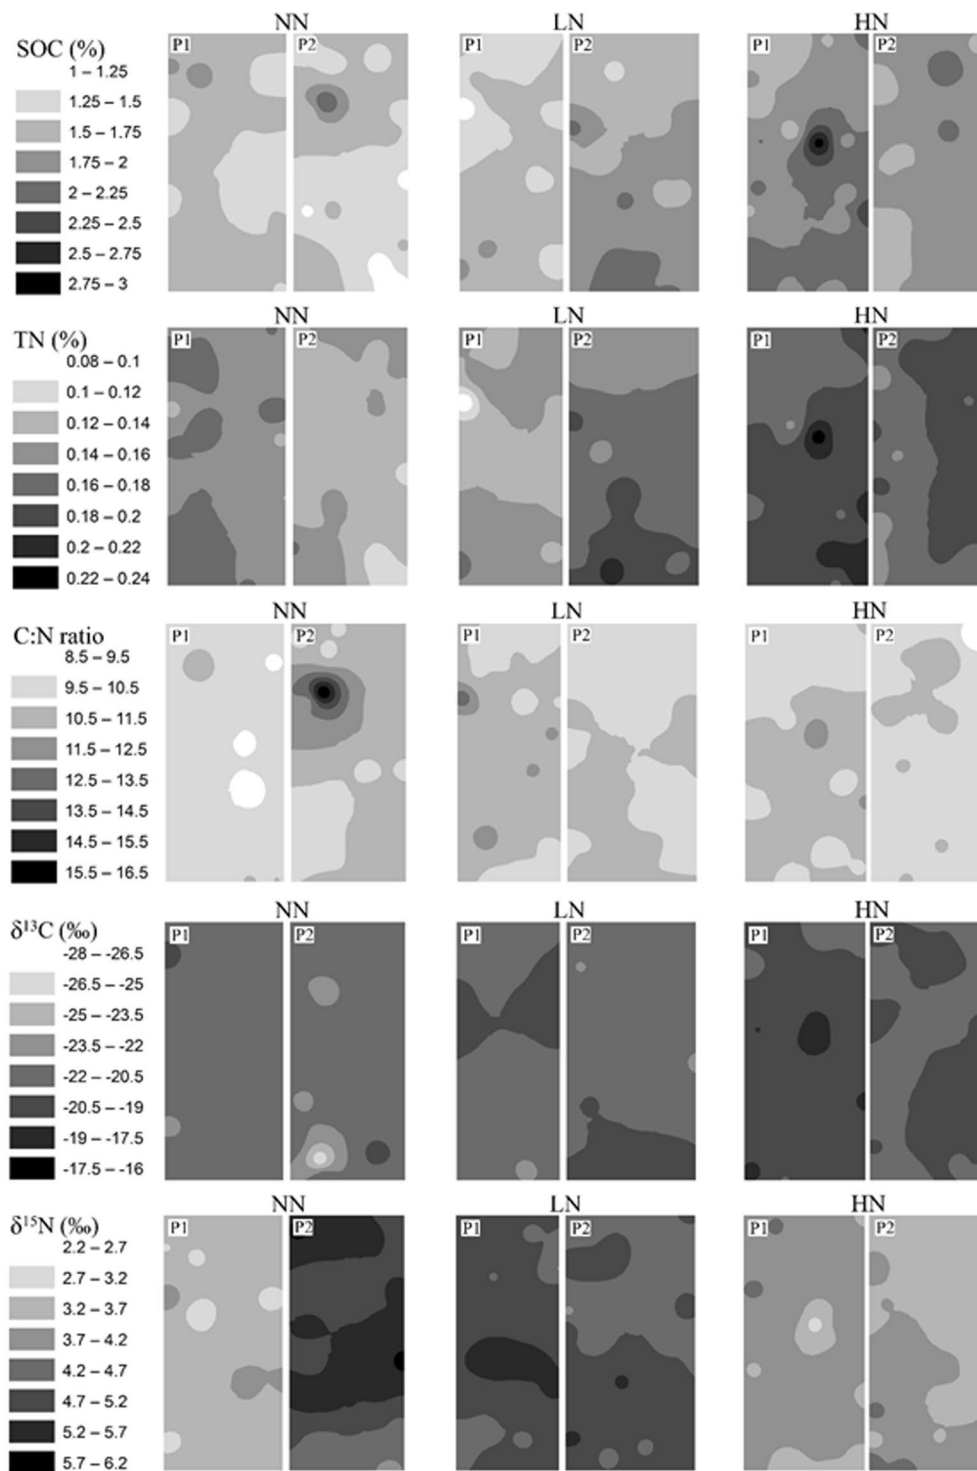 NN LN HN
SOC (%)
P1 P2 P1 P2 P1 P2
1 – 1.25
1.25 – 1.5
1.5 – 1.75
1.75 – 2
2 – 2.25
2.25 – 2.5
2.5 – 2.75
2.75 – 3
NN LN HN
TN (%)
P1 P2 P1 P2 P1 P2
0.08 – 0.1
0.1 – 0.12
0.12 – 0.14
0.14 – 0.16
0.16 – 0.18
0.18 – 0.2
0.2 – 0.22
0.22 – 0.24
NN LN HN
C:N ratio
P1 P2 P1 P2 P1 P2
8.5 – 9.5
9.5 – 10.5
10.5 – 11.5
11.5 – 12.5
12.5 – 13.5
13.5 – 14.5
14.5 – 15.5
15.5 – 16.5
NN LN HN
δ¹³C (‰)
P1 P2 P1 P2 P1 P2
-28 – -26.5
-26.5 – -25
-25 – -23.5
-23.5 – -22
-22 – -20.5
-20.5 – -19
-19 – -17.5
-17.5 – -16
NN LN HN
δ¹⁵N (‰)
P1 P2 P1 P2 P1 P2
2.2 – 2.7
2.7 – 3.2
3.2 – 3.7
3.7 – 4.2
4.2 – 4.7
4.7 – 5.2
5.2 – 5.7
5.7 – 6.2